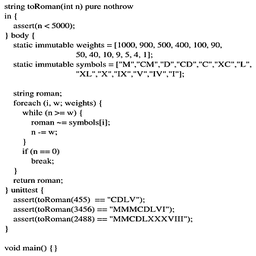 string toRoman(int n) pure nothrow
in {
    assert(n < 5000);
} body {
    static immutable weights = [1000, 900, 500, 400, 100, 90,
                                50, 40, 10, 9, 5, 4, 1];
    static immutable symbols = ["M","CM","D","CD","C","XC","L",
                                "XL","X","IX","V","IV","I"];

    string roman;
    foreach (i, w; weights) {
        while (n >= w) {
            roman ~= symbols[i];
            n -= w;
        }
        if (n == 0)
            break;
    }
    return roman;
} unittest {
    assert(toRoman(455)  == "CDLV");
    assert(toRoman(3456) == "MMMCDLVI");
    assert(toRoman(2488) == "MMCDLXXXVIII");
}

void main() {}